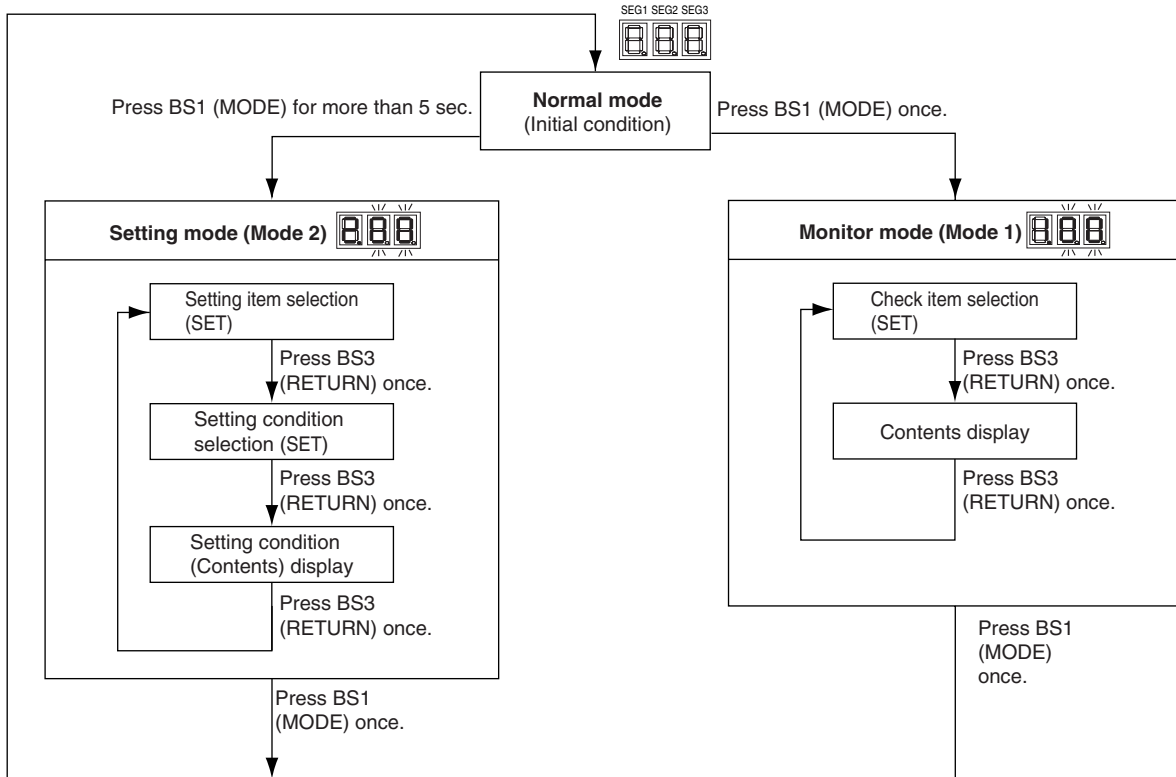 SEG1 SEG2 SEG3
Normal mode
(Initial condition)
Press BS1 (MODE) for more than 5 sec.
Press BS1 (MODE) once.
Setting mode (Mode 2)
Setting item selection
(SET)
Press BS3
(RETURN) once.
Setting condition
selection (SET)
Press BS3
(RETURN) once.
Setting condition
(Contents) display
Press BS3
(RETURN) once.
Press BS1
(MODE) once.
Monitor mode (Mode 1)
Check item selection
(SET)
Press BS3
(RETURN) once.
Contents display
Press BS3
(RETURN) once.
Press BS1
(MODE)
once.